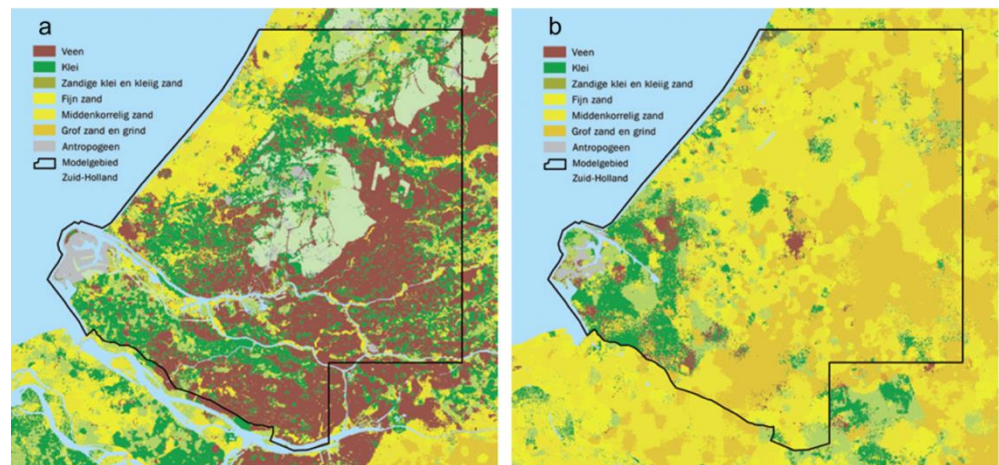 a
Veen
Klei
Zandige klei en kleiig zand
Fijn zand
Middenkorrelig zand
Grof zand en grind
Antropogeen
Modelgebied
Zuid-Holland
b
Veen
Klei
Zandige klei en kleiig zand
Fijn zand
Middenkorrelig zand
Grof zand en grind
Antropogeen
Modelgebied
Zuid-Holland